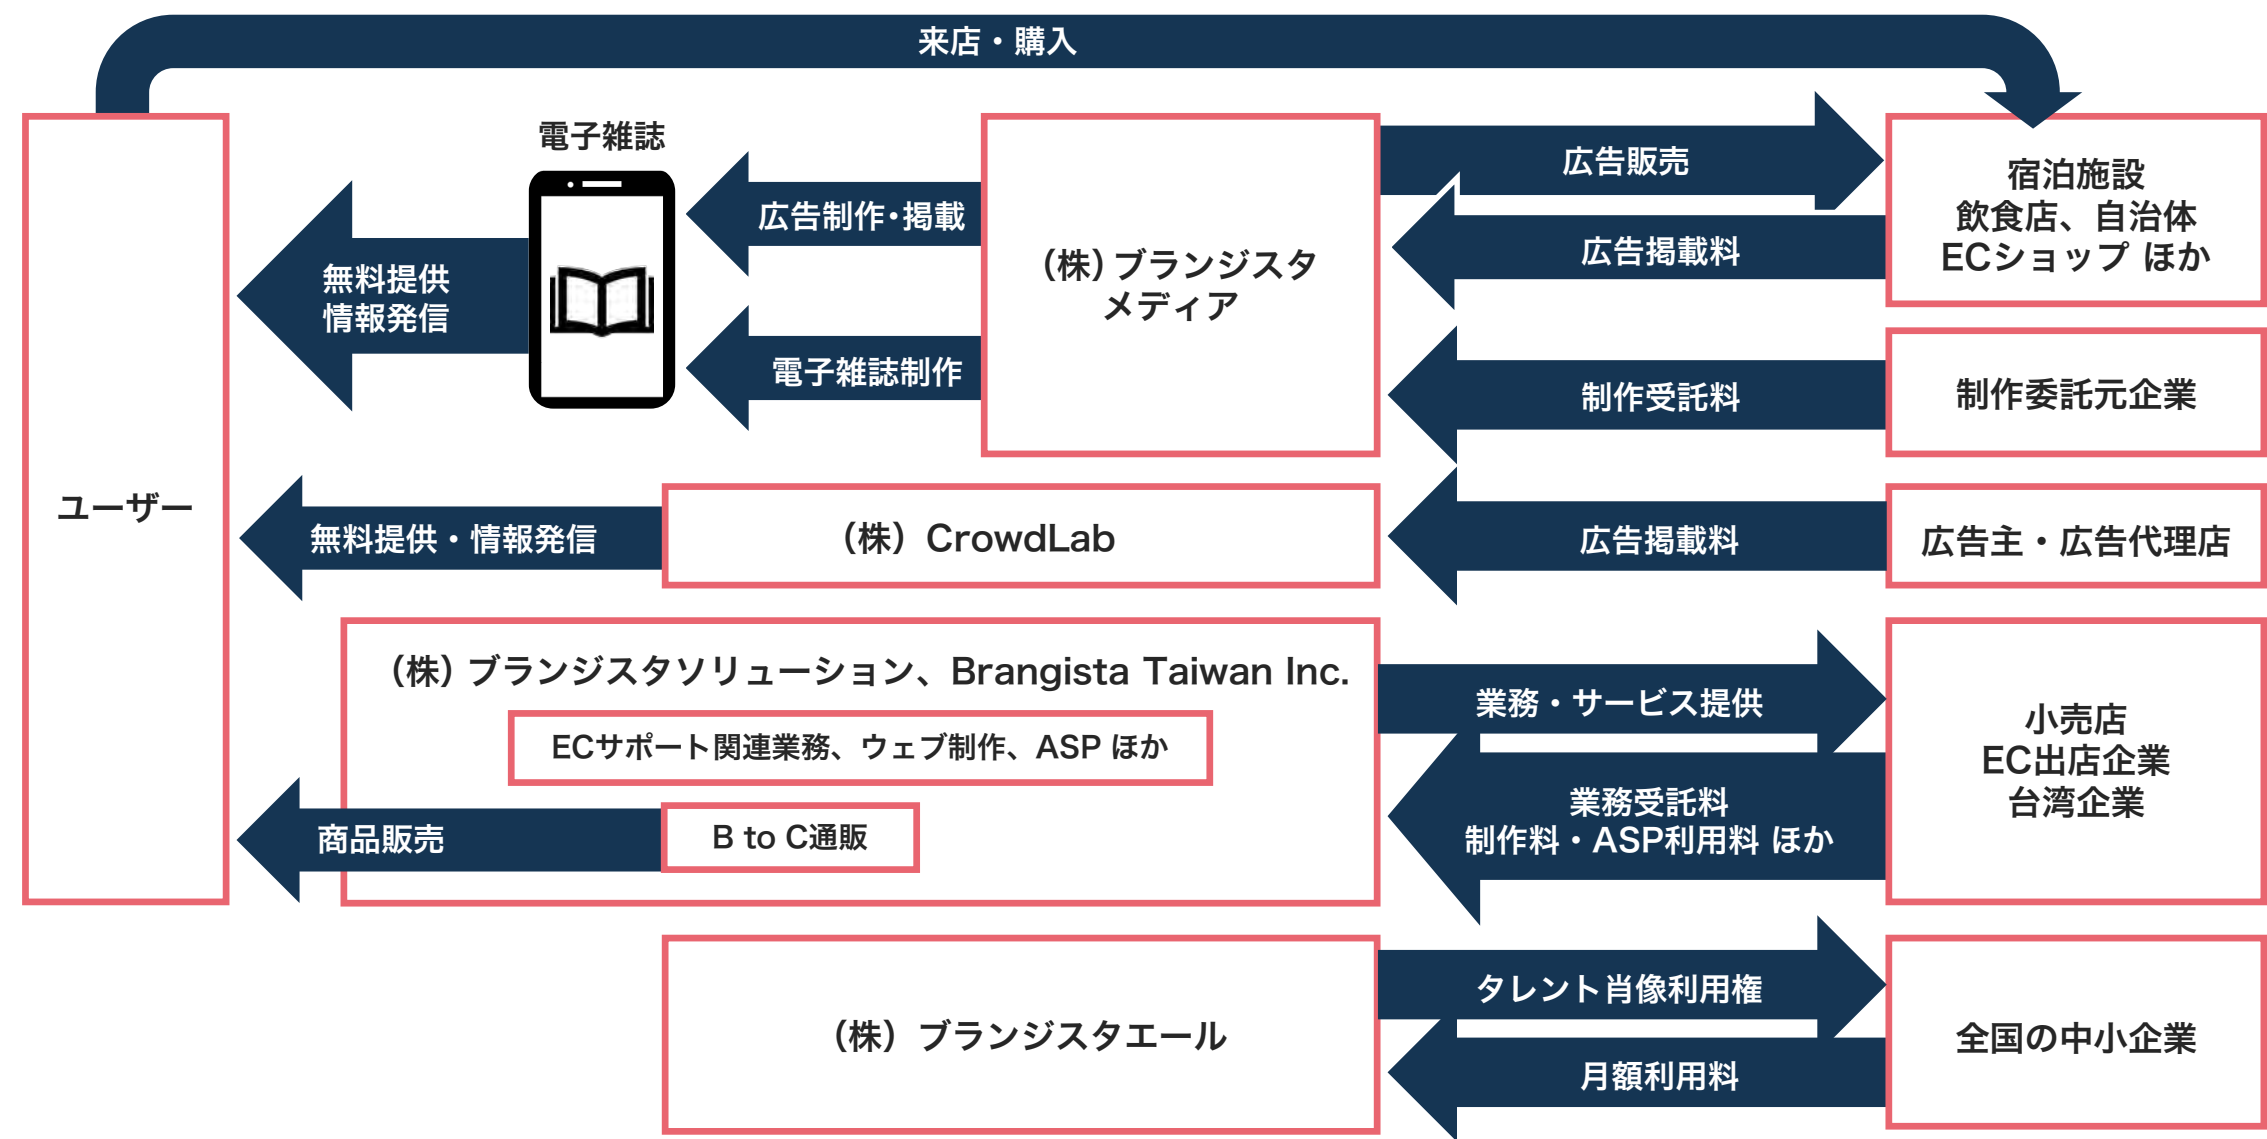 来店・購入
電子雑誌
ユーザー
無料提供
情報発信
広告制作・掲載
電子雑誌制作
(株)ブランジスタ
メディア
広告販売
広告掲載料
宿泊施設
飲食店、自治体
ECショップ ほか
制作受託料
制作委託元企業
無料提供・情報発信
(株) CrowdLab
広告掲載料
広告主・広告代理店
(株)ブランジスタソリューション、Brangista Taiwan Inc.
ECサポート関連業務、ウェブ制作、ASP ほか
商品販売
B to C通販
業務・サービス提供
業務受託料
制作料・ASP利用料 ほか
小売店
EC出店企業
台湾企業
(株) ブランジスタエール
タレント肖像利用権
月額利用料
全国の中小企業